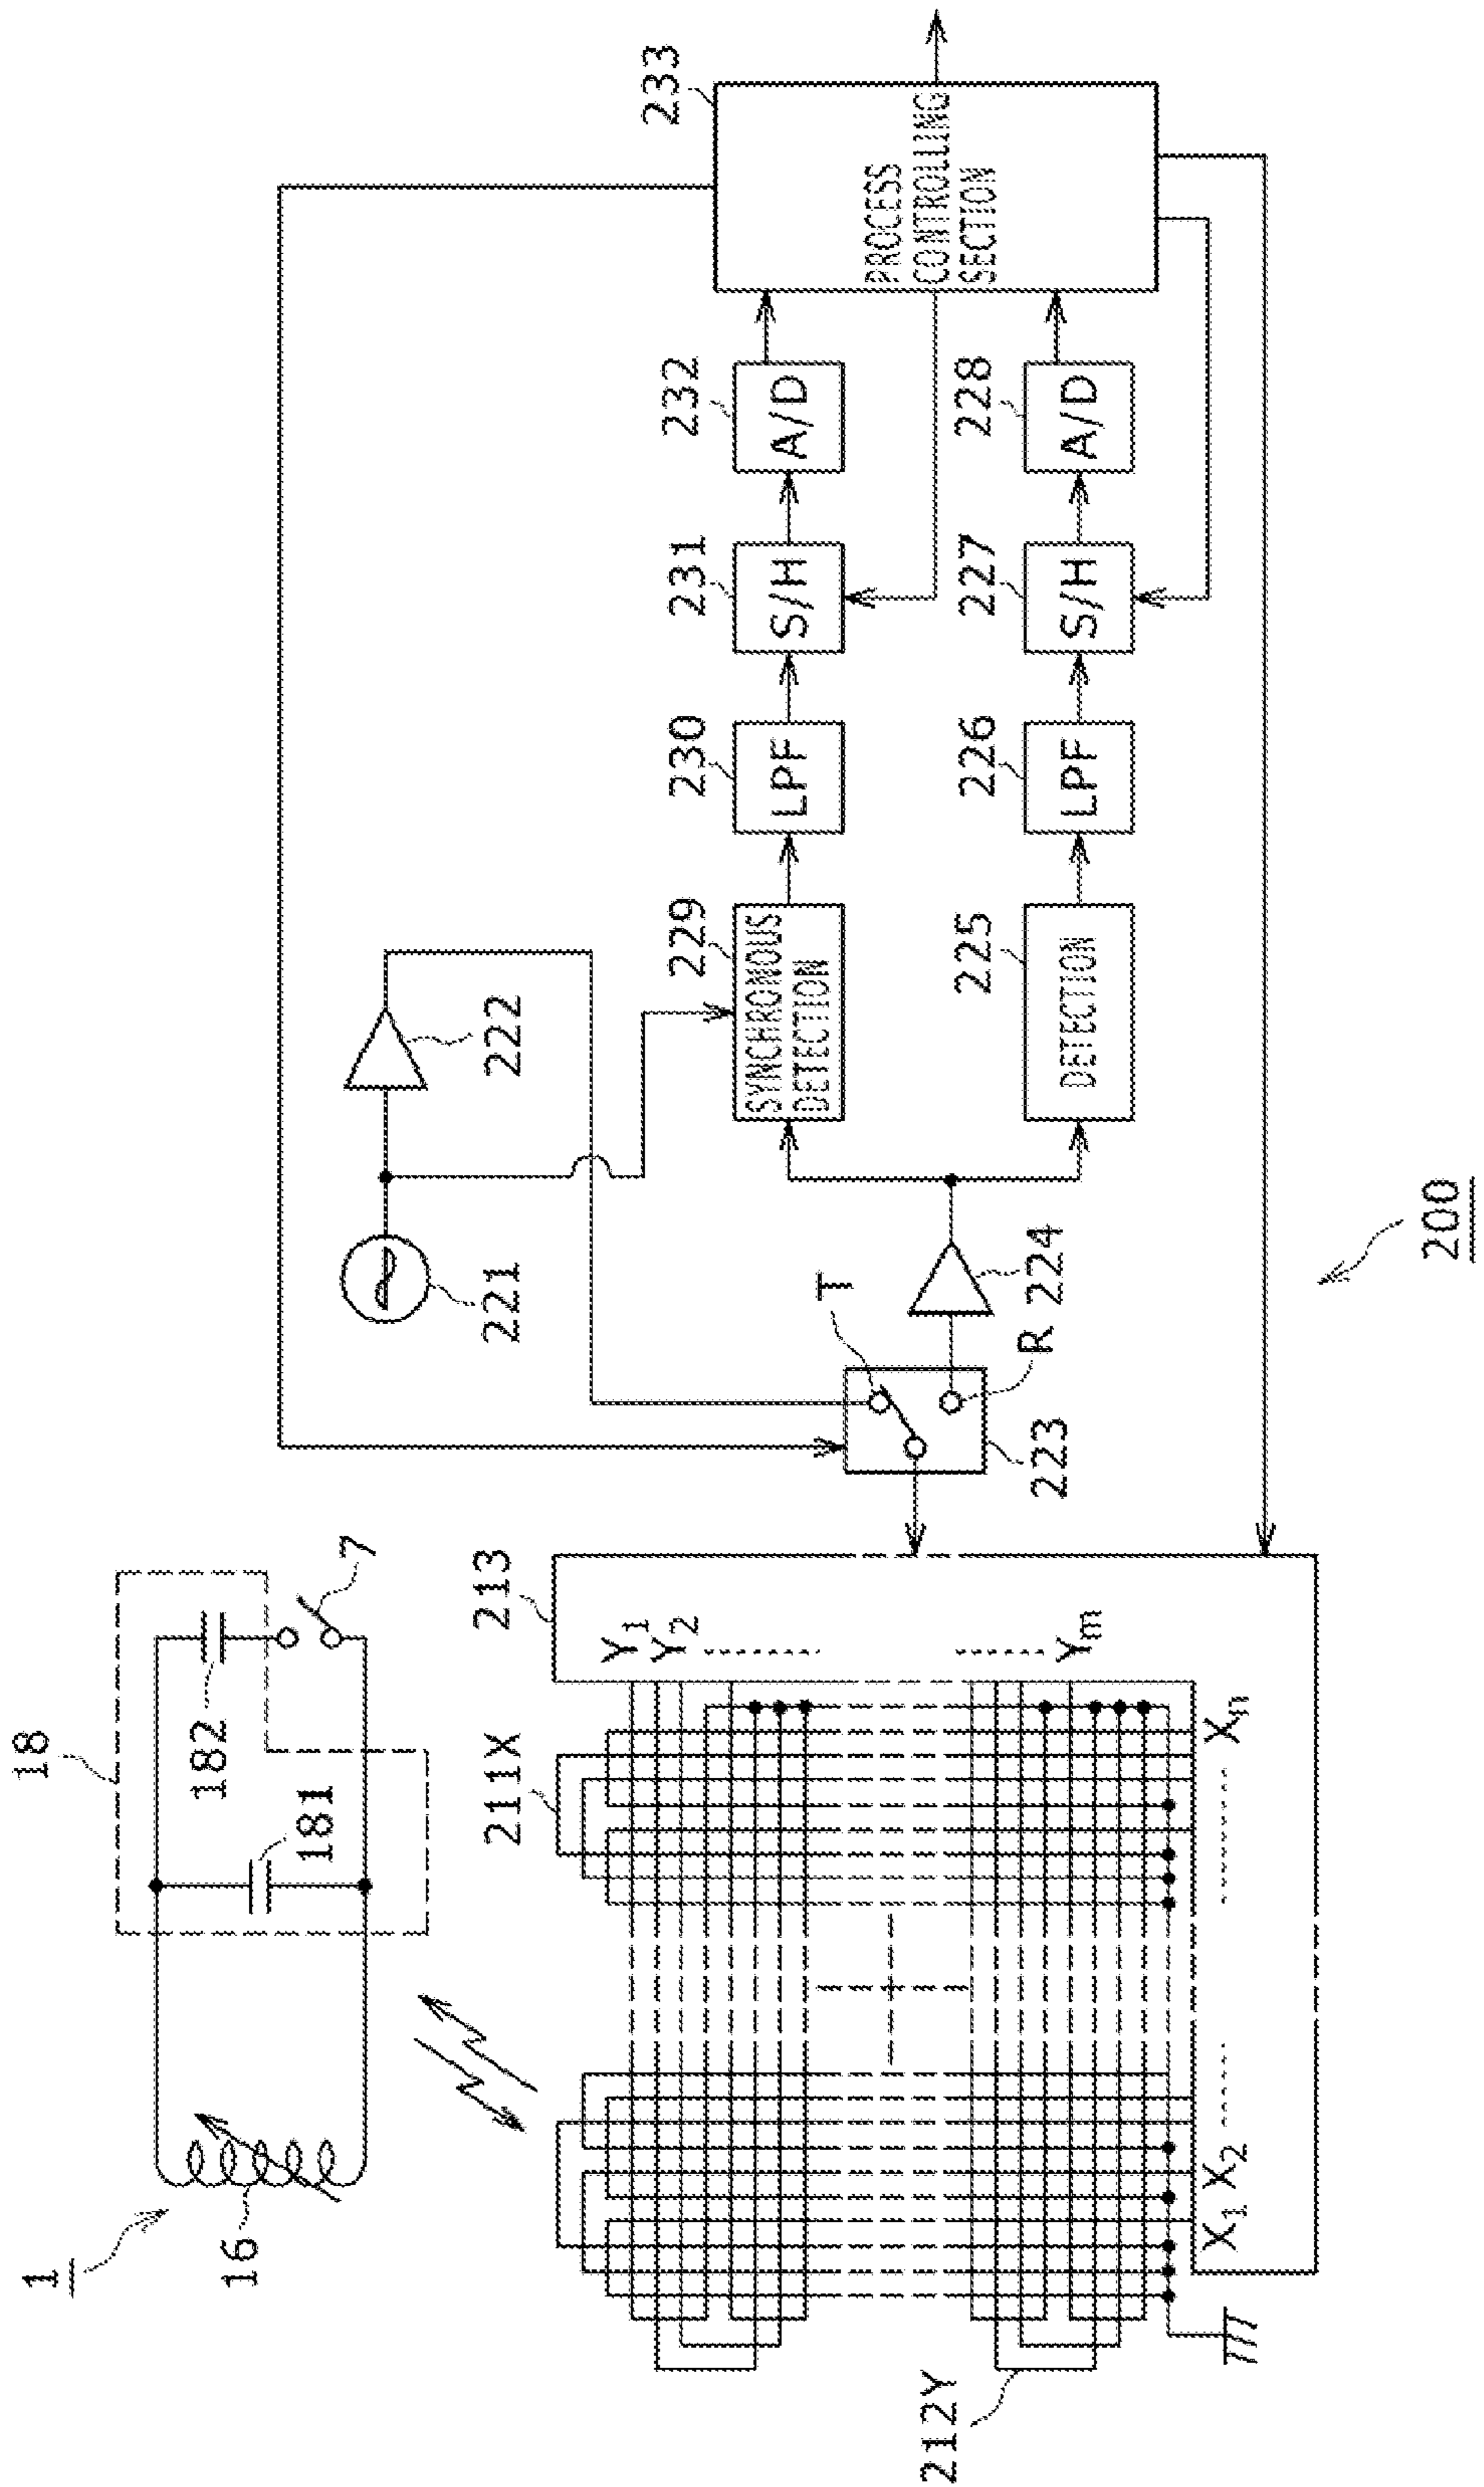 1
16
18
181
182
7
211X
212Y
213
Y1
Y2
Ym
X1
X2
Xn
221
222
T
R
223
224
SYNCHRONOUS
DETECTION
229
LPF
230
S/H
231
A/D
232
DETECTION
225
LPF
226
S/H
227
A/D
228
PROCESS
CONTROLLING
SECTION
233
200